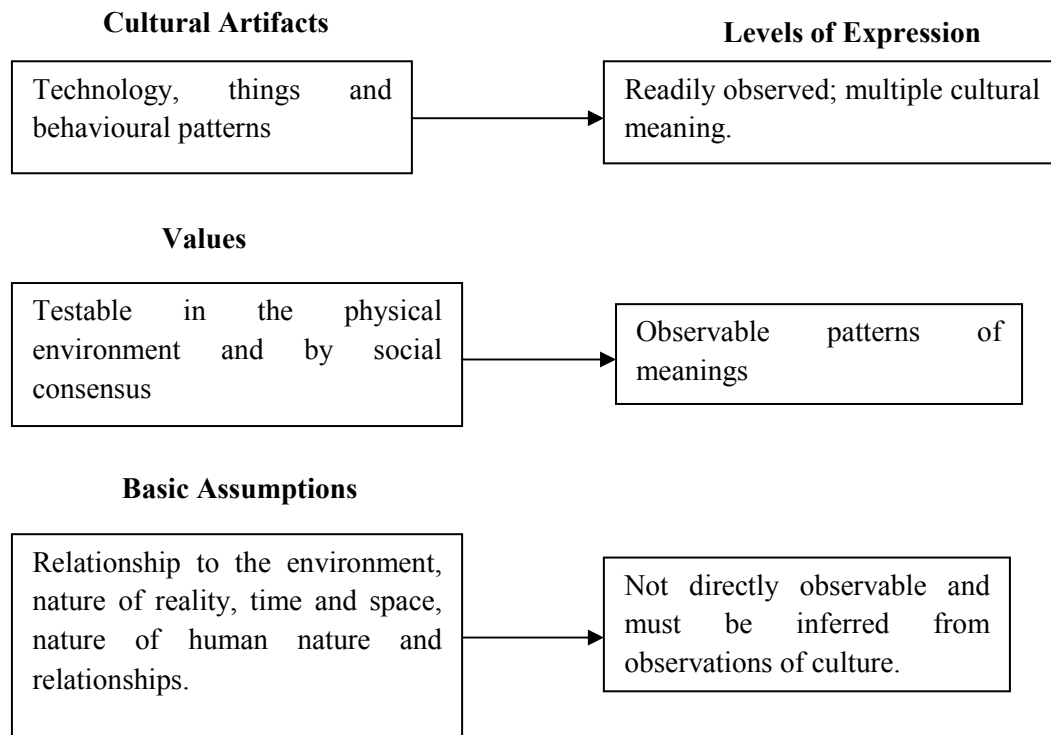 Cultural Artifacts
Levels of Expression
Technology, things and
behavioural patterns
Readily observed; multiple cultural
meaning.
Values
Testable in the physical
environment and by social
consensus
Observable patterns of
meanings
Basic Assumptions
Relationship to the environment,
nature of reality, time and space,
nature of human nature and
relationships.
Not directly observable and
must be inferred from
observations of culture.